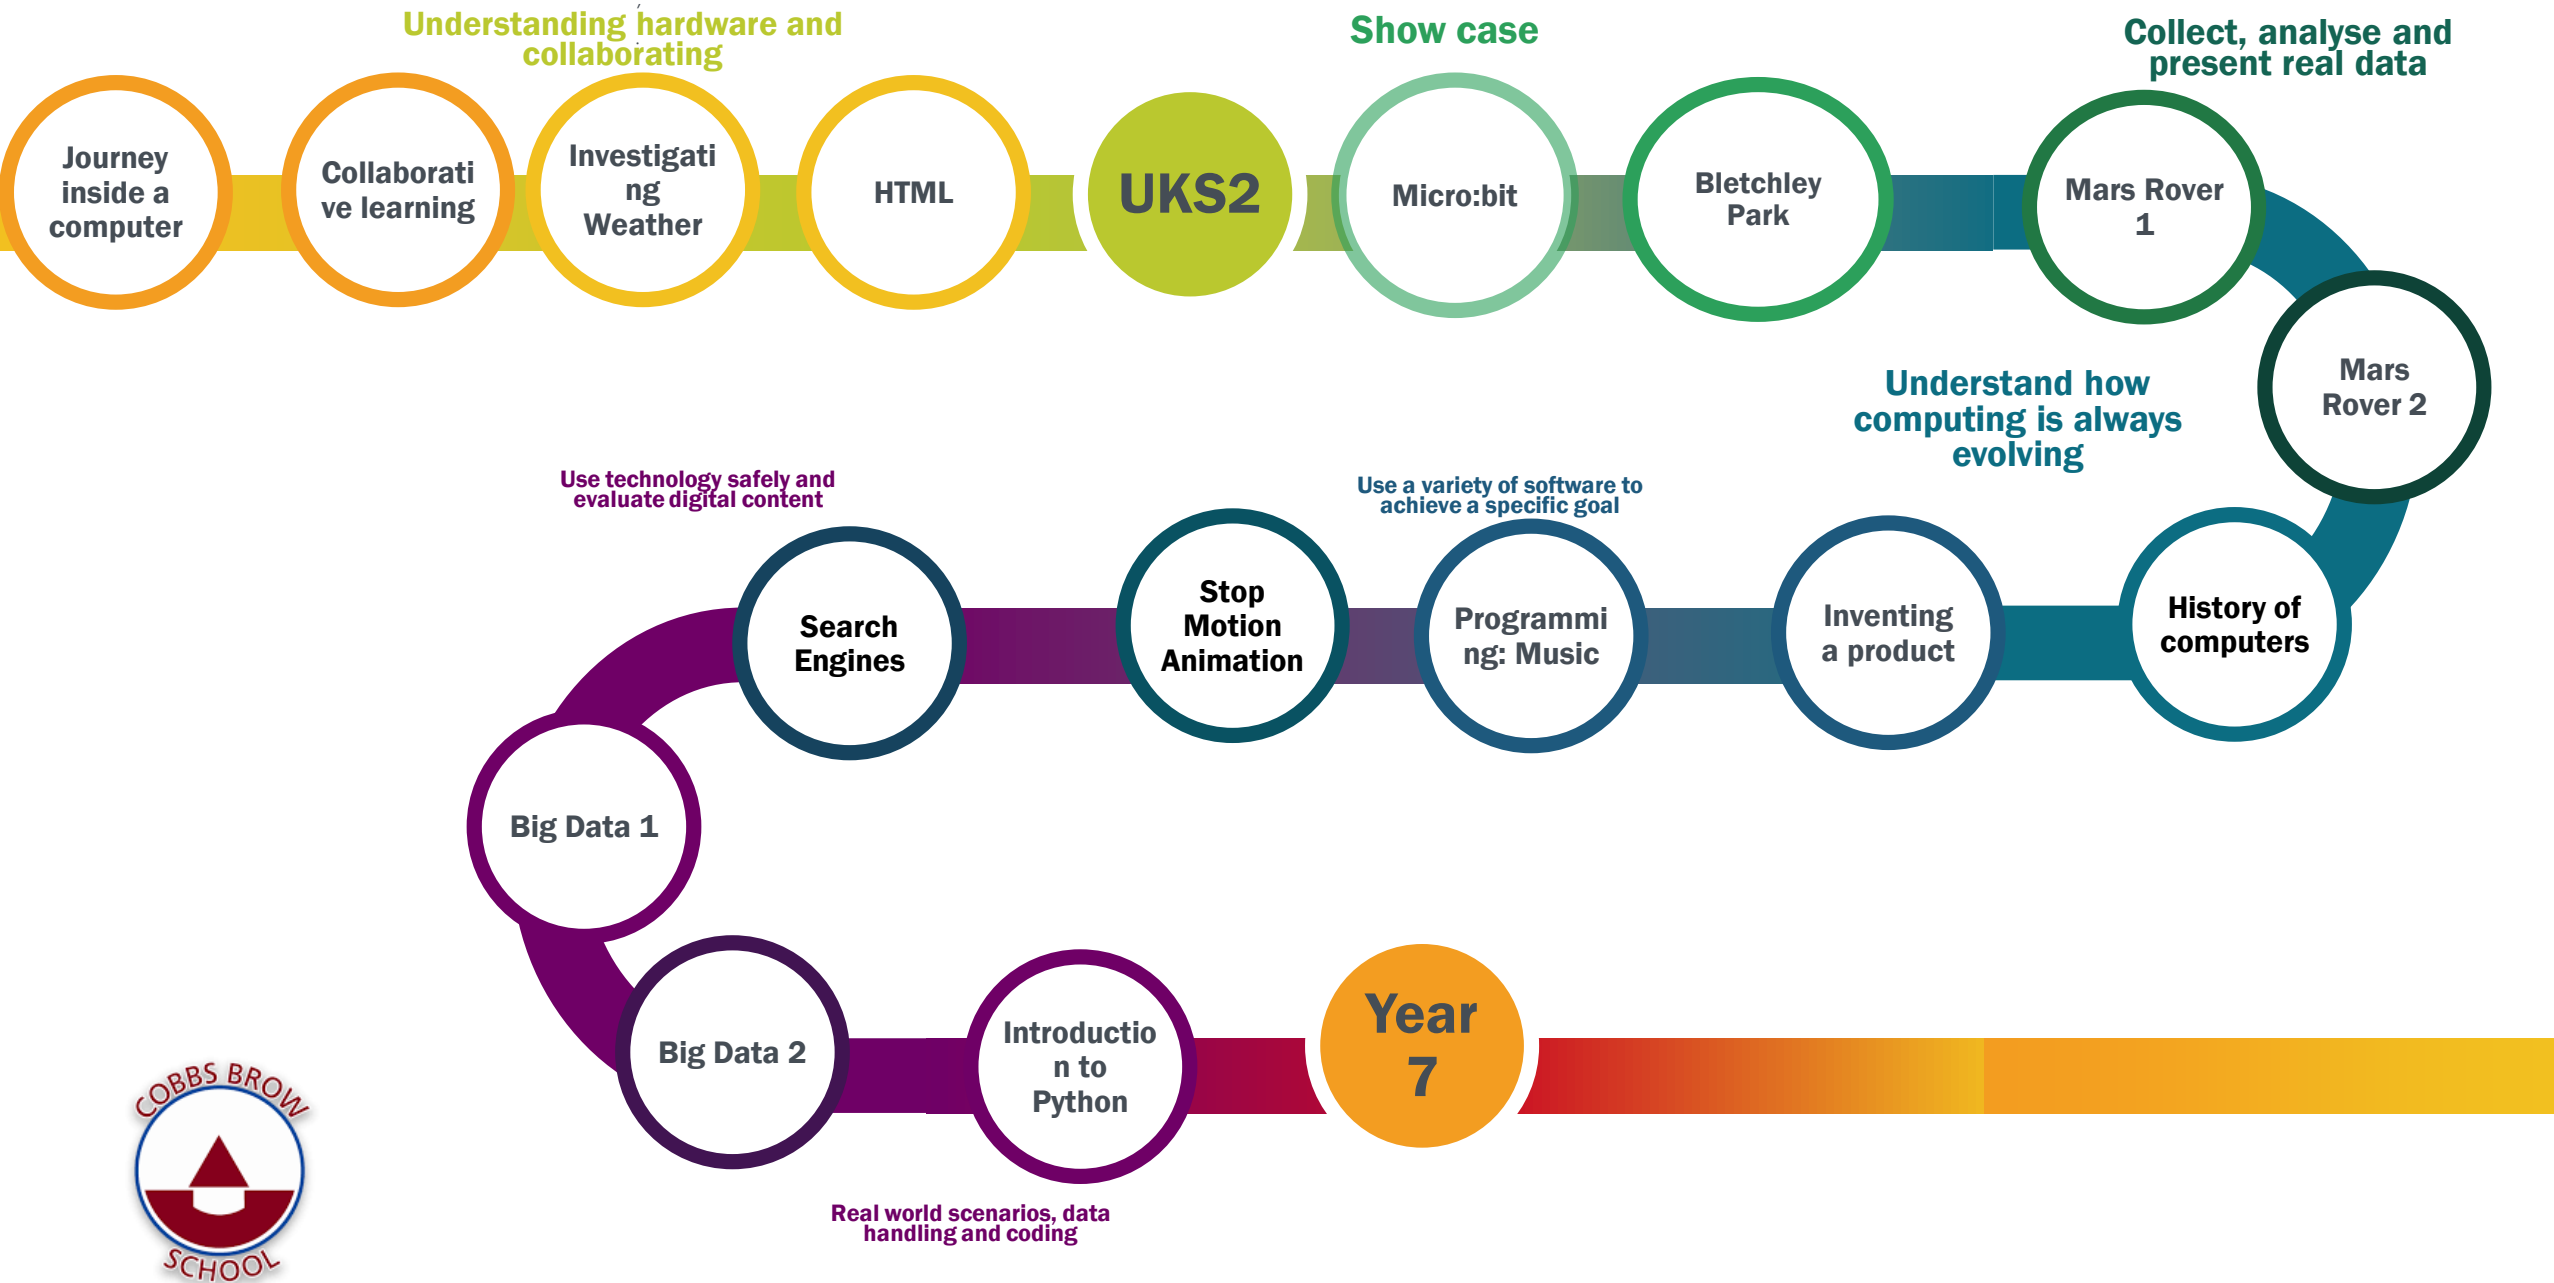 Understanding hardware and
collaborating
Show case
Collect, analyse and
present real data
Journey
inside a
computer
Collaborati
ve learning
Investigati
ng
Weather
HTML
UKS2
Micro:bit
Bletchley
Park
Mars Rover
1
Mars
Rover 2
Understand how
computing is always
evolving
History of
computers
Inventing
a product
Use a variety of software to
achieve a specific goal
Programmi
ng: Music
Stop
Motion
Animation
Use technology safely and
evaluate digital content
Search
Engines
Big Data 1
Big Data 2
Introductio
n to
Python
Year
7
Real world scenarios, data
handling and coding
COBBS BROW
SCHOOL